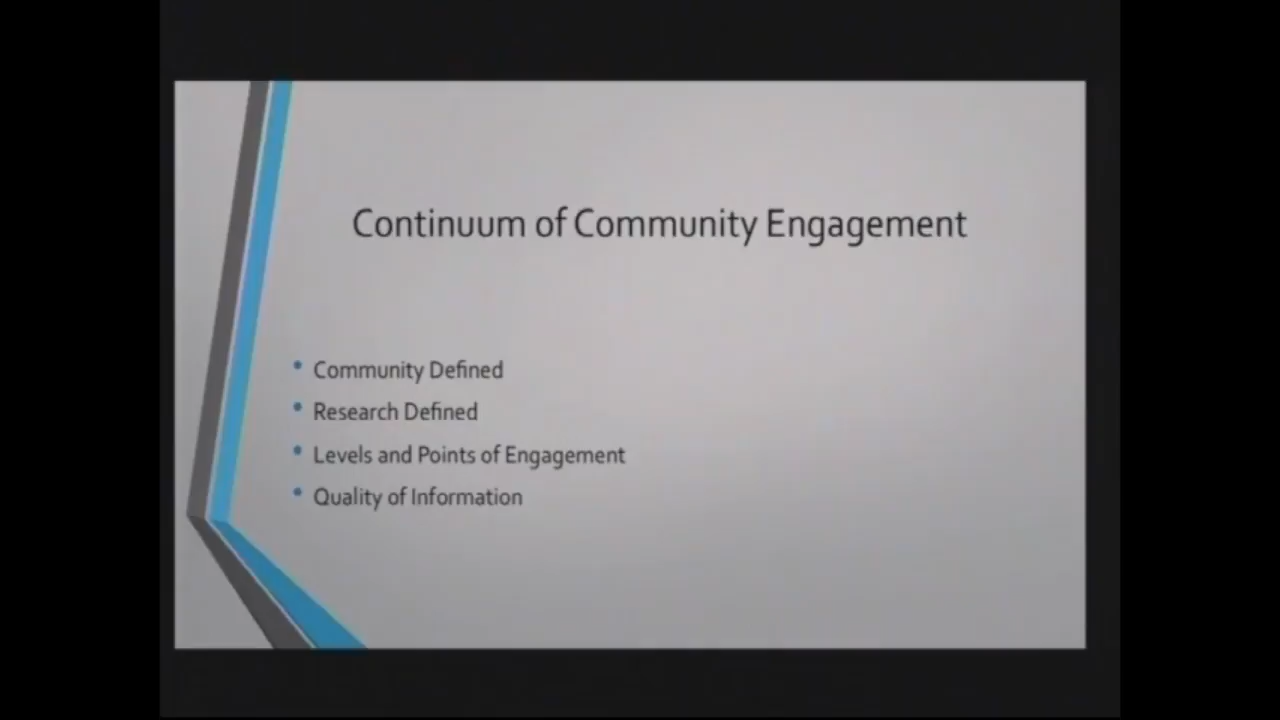 Continuum of Community Engagement
• Community Defined
• Research Defined
• Levels and Points of Engagement
• Quality of Information